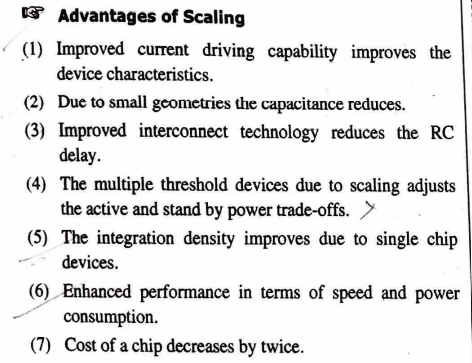 ☞ Advantages of Scaling
(1) Improved current driving capability improves the
device characteristics.
(2) Due to small geometries the capacitance reduces.
(3) Improved interconnect technology reduces the RC
delay.
(4) The multiple threshold devices due to scaling adjusts
the active and stand by power trade-offs.
(5) The integration density improves due to single chip
devices.
(6) Enhanced performance in terms of speed and power
consumption.
(7) Cost of a chip decreases by twice.